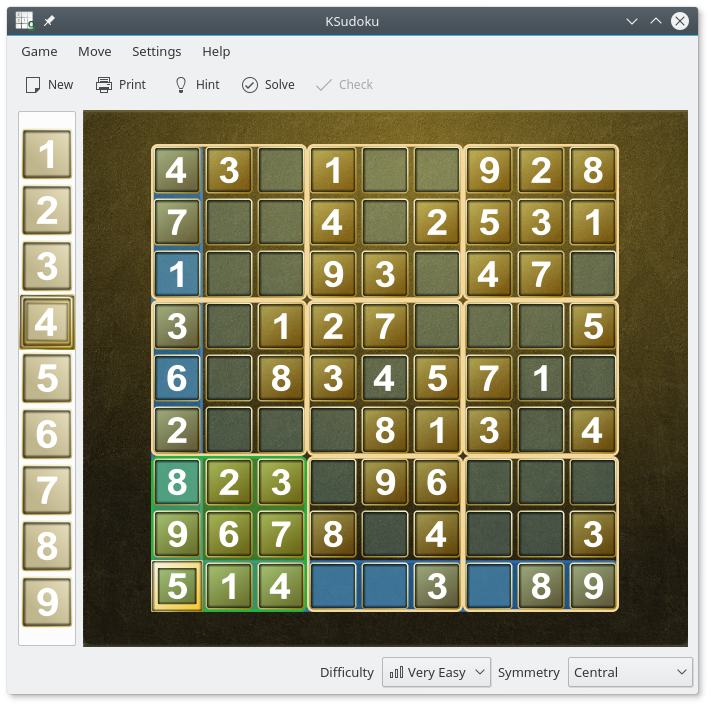 KSudoku
Game Move Settings Help
New Print Hint Solve Check
1
2
3
4
5
6
7
8
9
4 3 1 9 2 8
7 4 2 5 3 1
1 9 3 4 7
3 1 2 7 5
6 8 3 4 5 7 1
2 8 1 3 4
8 2 3 9 6
9 6 7 8 4 3
5 1 4 3 8 9
Difficulty Very Easy Symmetry Central